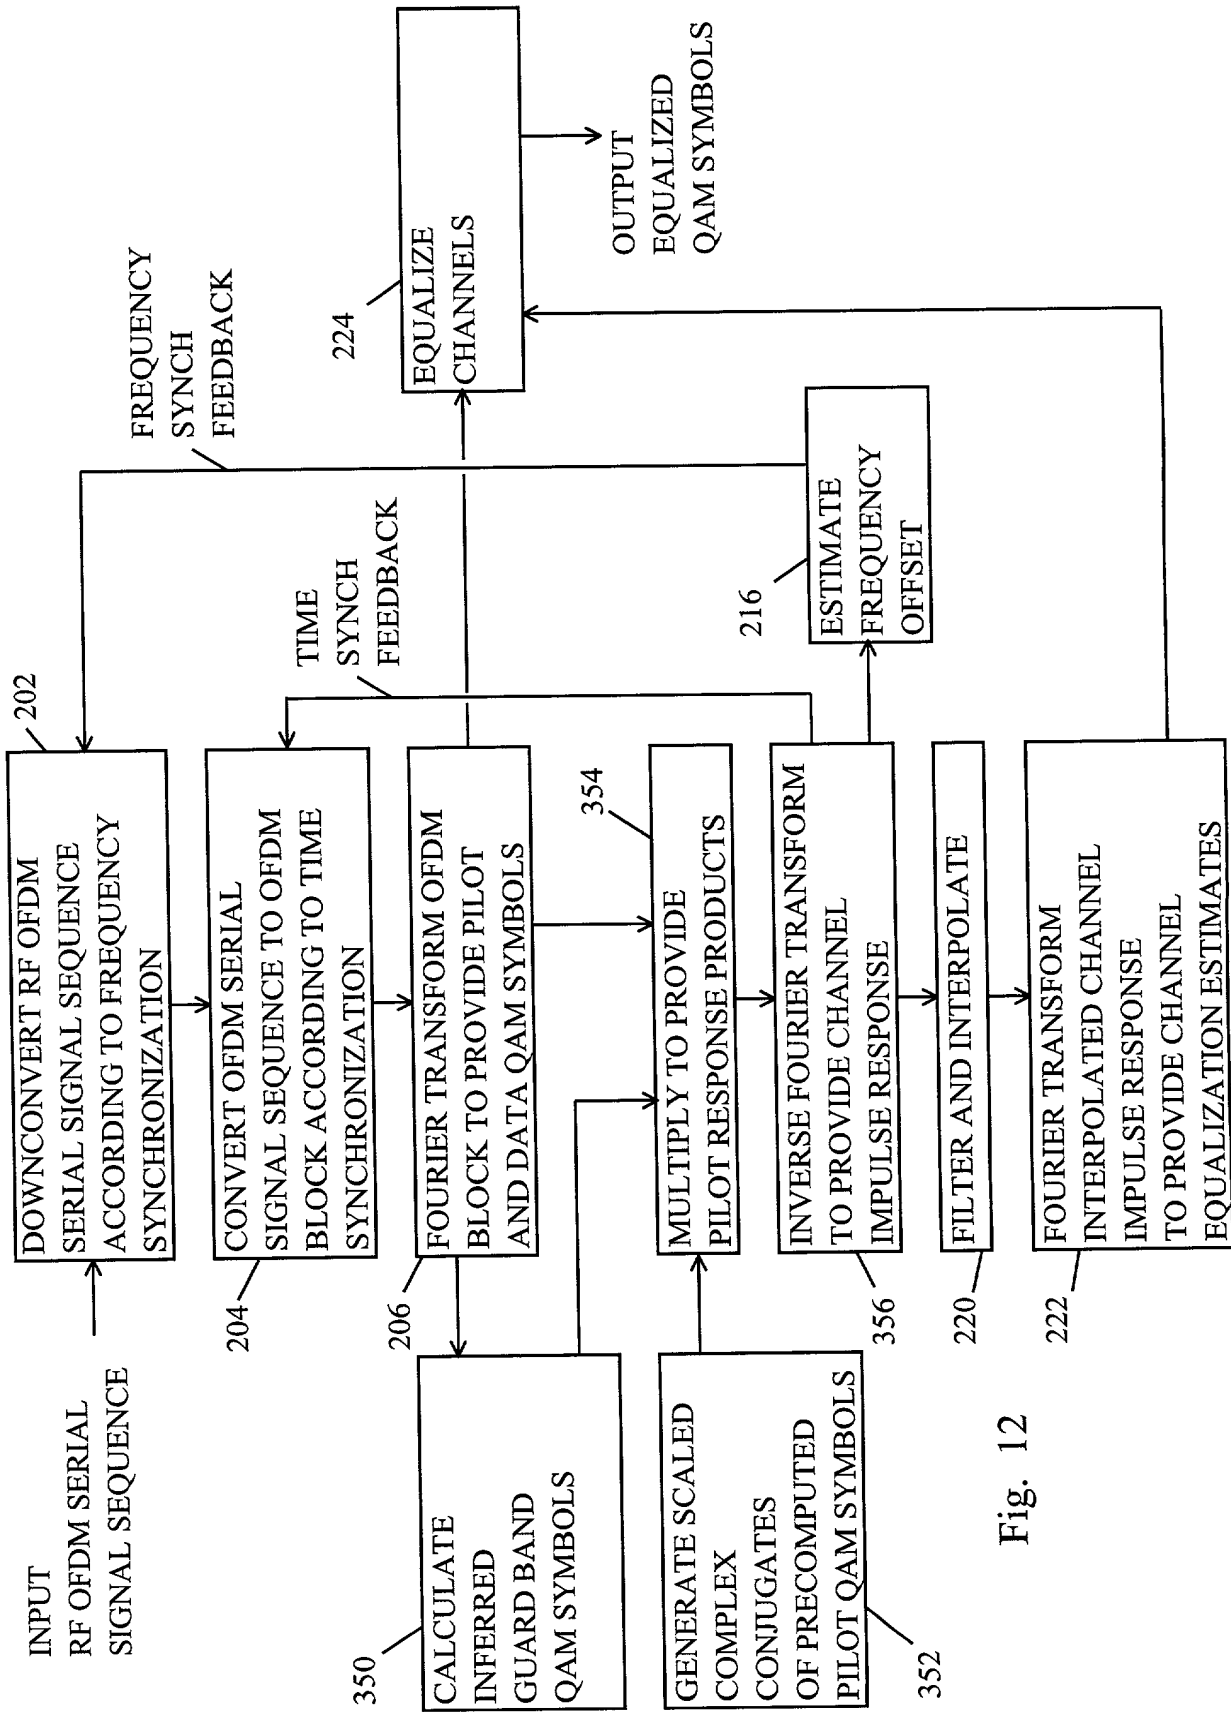 INPUT
RF OFDM SERIAL
SIGNAL SEQUENCE
202
DOWNCONVERT RF OFDM
SERIAL SIGNAL SEQUENCE
ACCORDING TO FREQUENCY
SYNCHRONIZATION
FREQUENCY
SYNCH
FEEDBACK
204
CONVERT OFDM SERIAL
SIGNAL SEQUENCE TO OFDM
BLOCK ACCORDING TO TIME
SYNCHRONIZATION
TIME
SYNCH
FEEDBACK
206
FOURIER TRANSFORM OFDM
BLOCK TO PROVIDE PILOT
AND DATA QAM SYMBOLS
224
EQUALIZE
CHANNELS
OUTPUT
EQUALIZED
QAM SYMBOLS
350
CALCULATE
INFERRED
GUARD BAND
QAM SYMBOLS
354
MULTIPLY TO PROVIDE
PILOT RESPONSE PRODUCTS
GENERATE SCALED
COMPLEX
CONJUGATES
OF PRECOMPUTED
PILOT QAM SYMBOLS
352
356
INVERSE FOURIER TRANSFORM
TO PROVIDE CHANNEL
IMPULSE RESPONSE
216
ESTIMATE
FREQUENCY
OFFSET
220
FILTER AND INTERPOLATE
222
FOURIER TRANSFORM
INTERPOLATED CHANNEL
IMPULSE RESPONSE
TO PROVIDE CHANNEL
EQUALIZATION ESTIMATES
Fig. 12